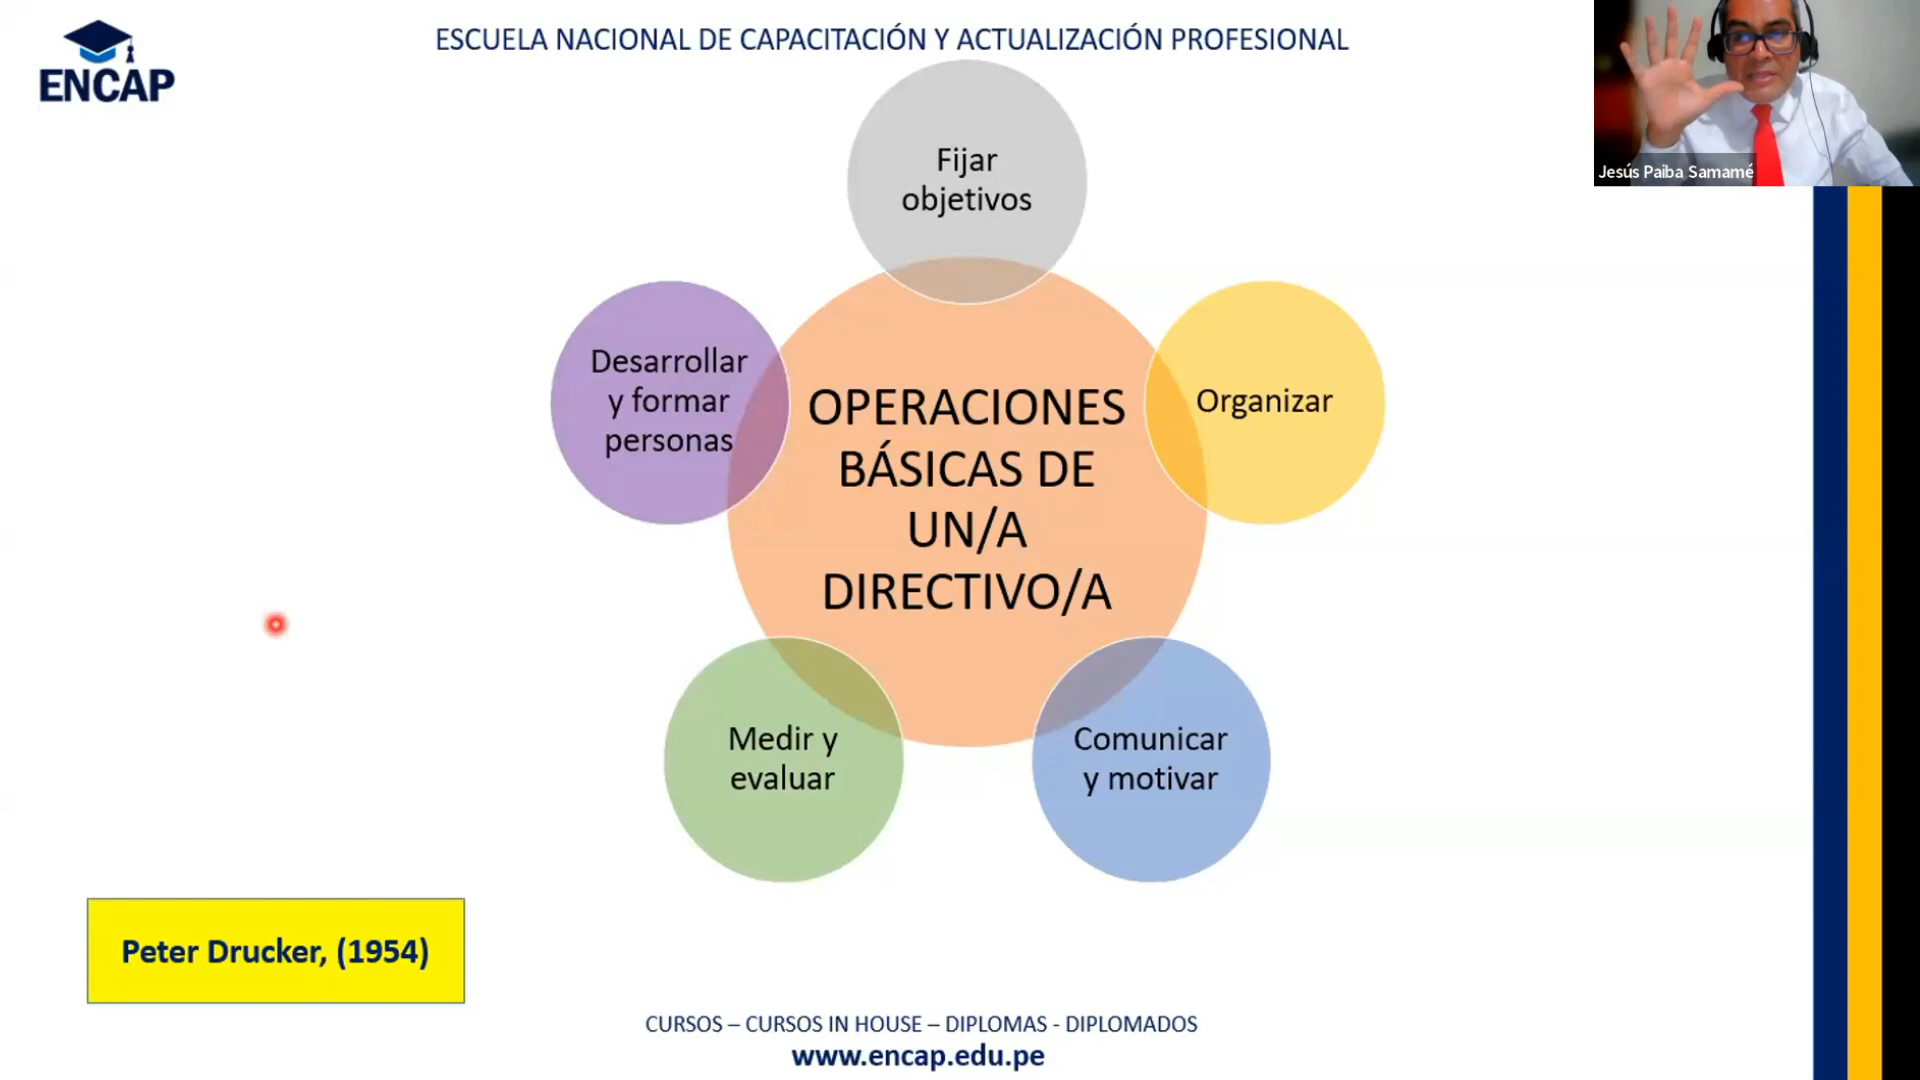 ENCAP
ESCUELA NACIONAL DE CAPACITACIÓN Y ACTUALIZACIÓN PROFESIONAL
Jesús Paiba Samamé
Fijar
objetivos
Organizar
Comunicar
y motivar
Medir y
evaluar
Desarrollar
y formar
personas
OPERACIONES
BÁSICAS DE
UN/A
DIRECTIVO/A
Peter Drucker, (1954)
CURSOS – CURSOS IN HOUSE – DIPLOMAS - DIPLOMADOS
www.encap.edu.pe